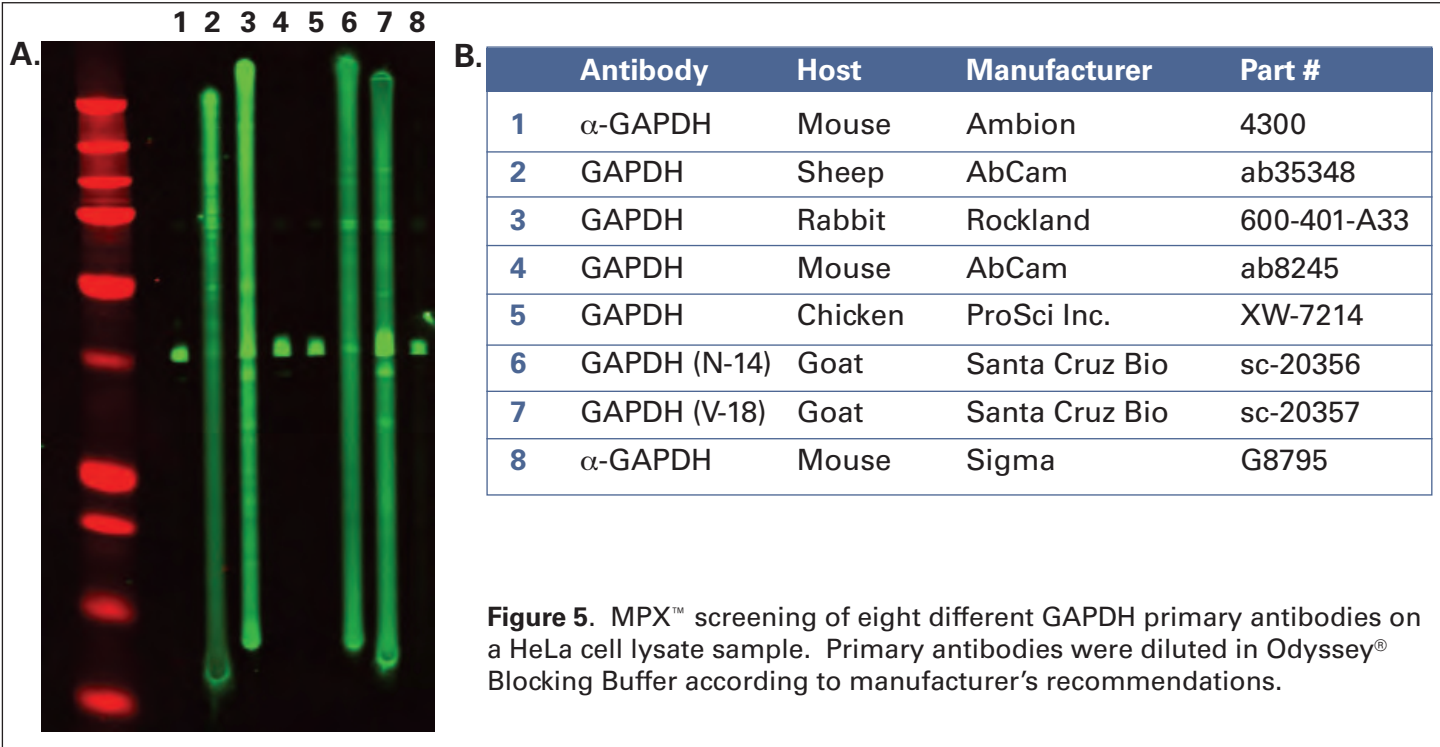 1 2 3 4 5 6 7 8
A.
B.
Antibody Host Manufacturer Part #
1 α-GAPDH Mouse Ambion 4300
2 GAPDH Sheep AbCam ab35348
3 GAPDH Rabbit Rockland 600-401-A33
4 GAPDH Mouse AbCam ab8245
5 GAPDH Chicken ProSci Inc. XW-7214
6 GAPDH (N-14) Goat Santa Cruz Bio sc-20356
7 GAPDH (V-18) Goat Santa Cruz Bio sc-20357
8 α-GAPDH Mouse Sigma G8795
Figure 5. MPX™ screening of eight different GAPDH primary antibodies on
a HeLa cell lysate sample. Primary antibodies were diluted in Odyssey®
Blocking Buffer according to manufacturer's recommendations.